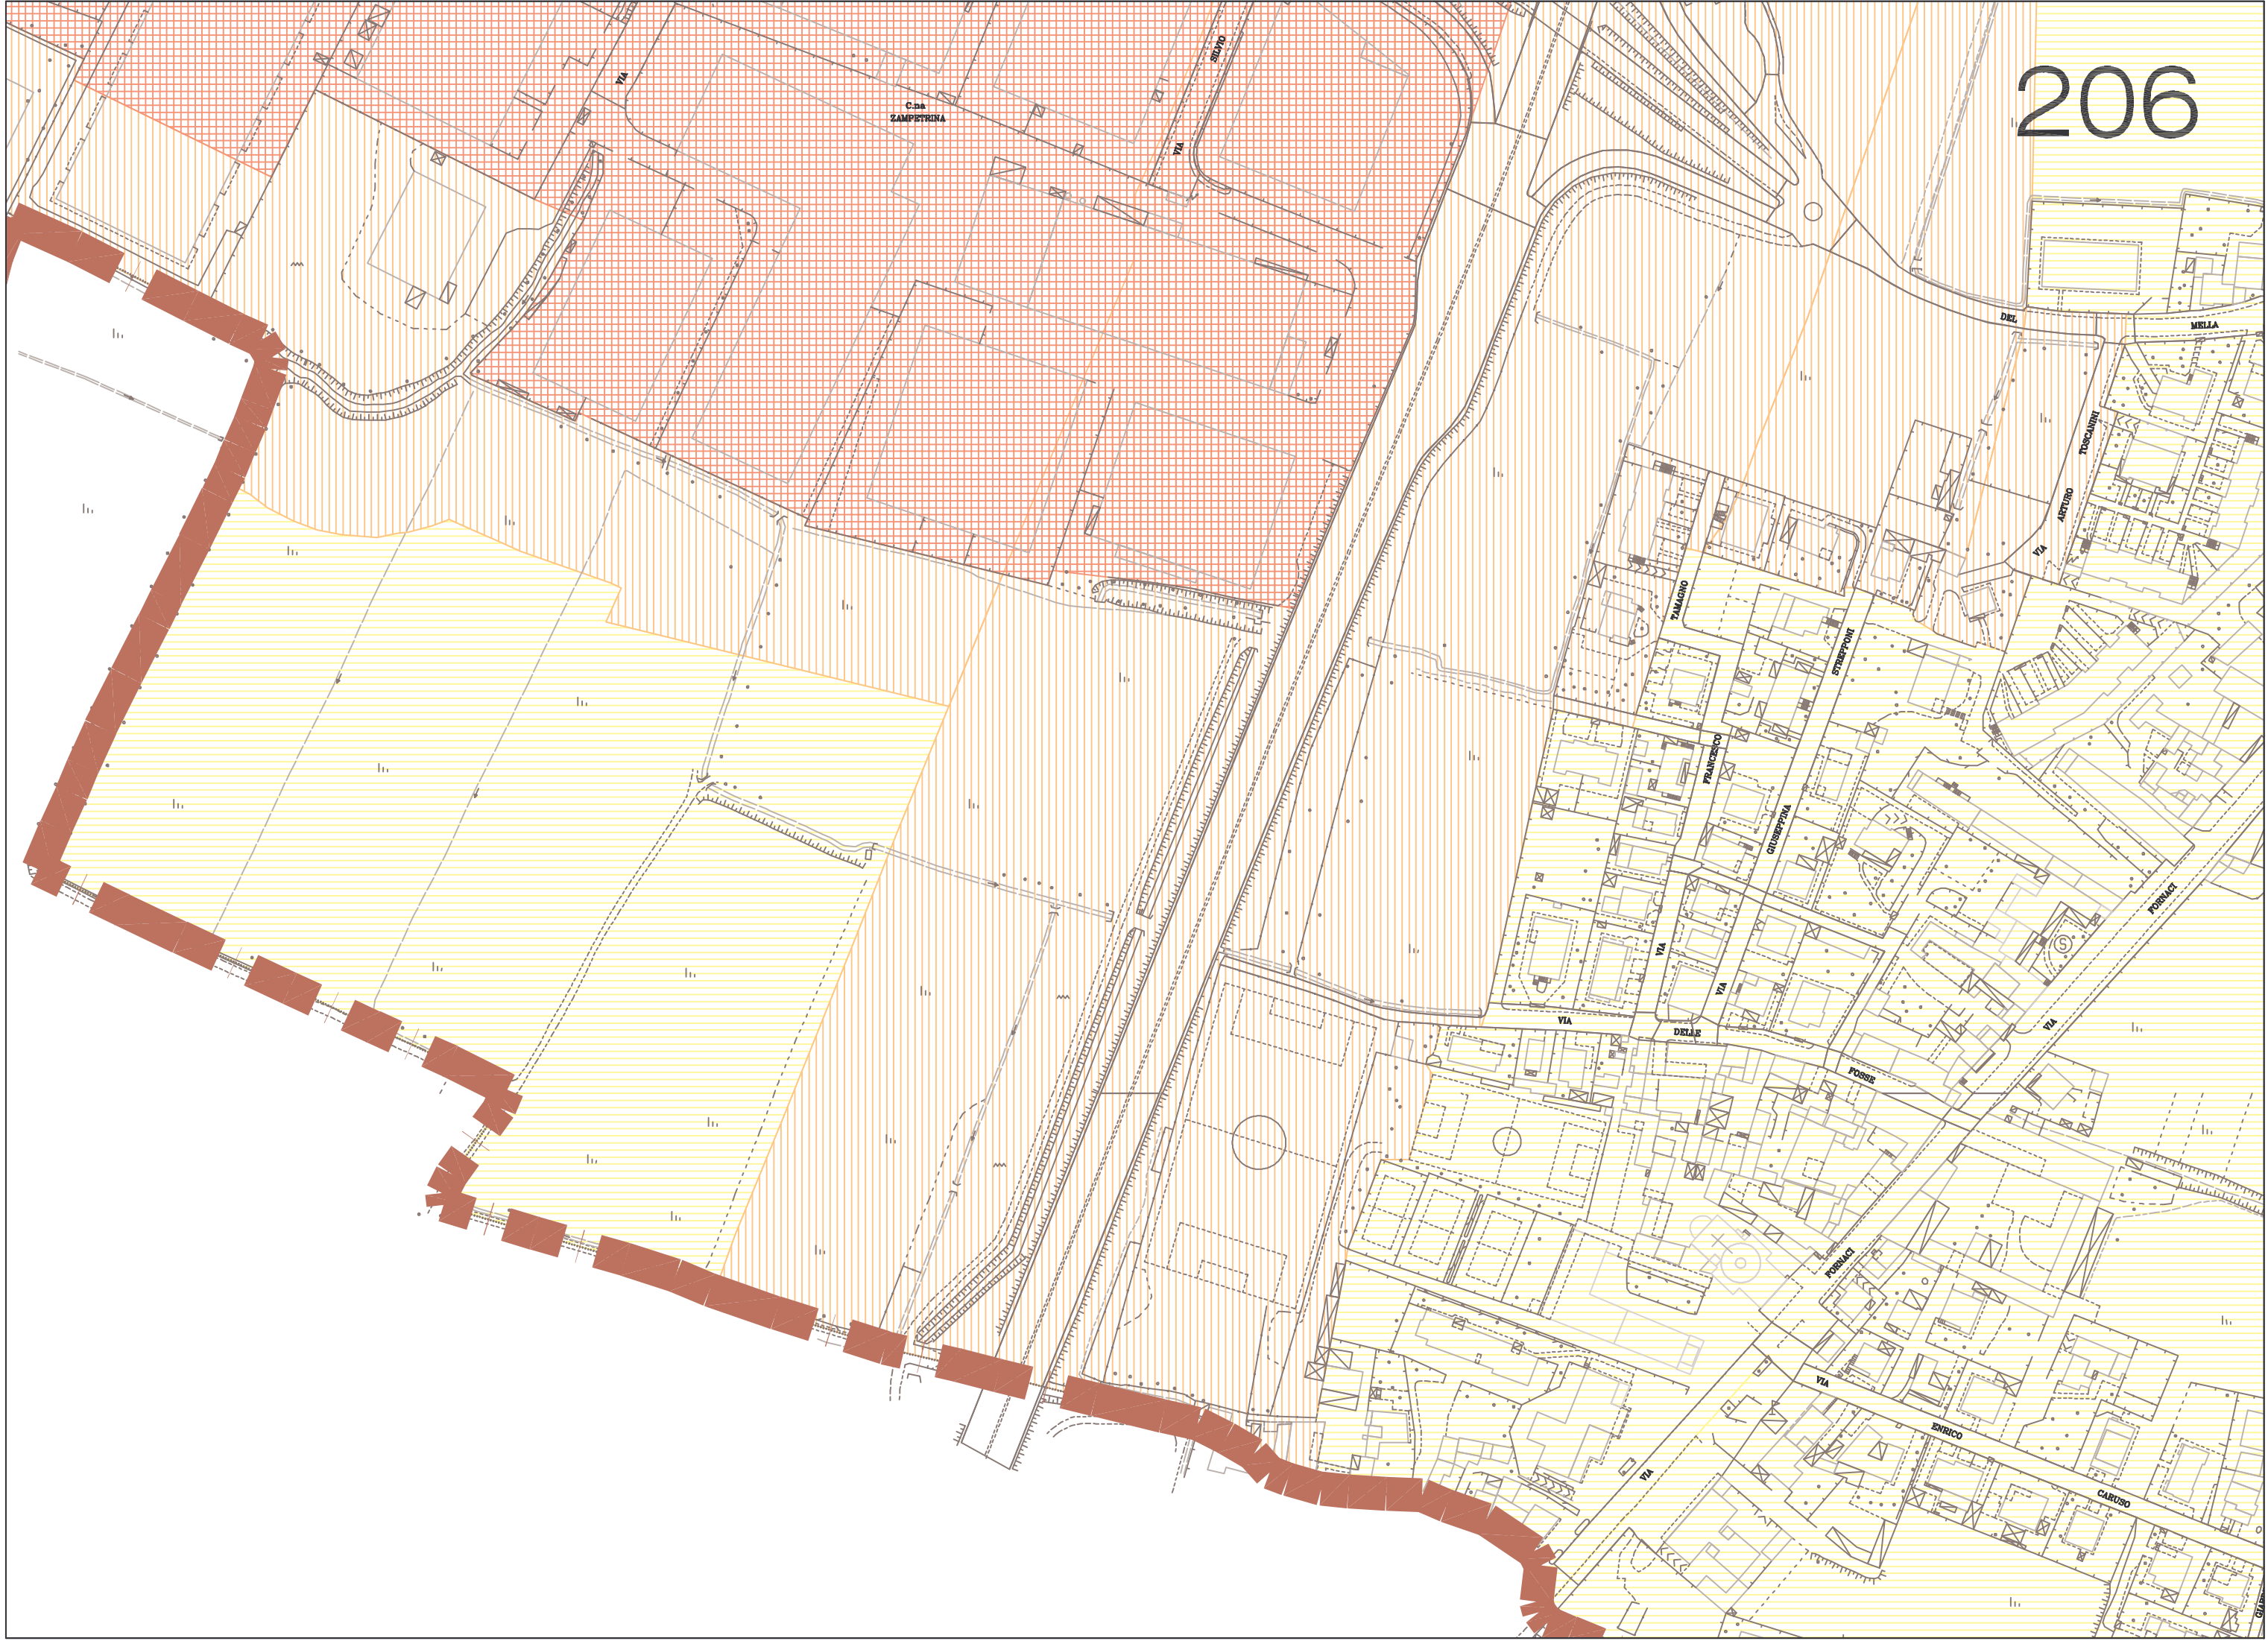 SILVIO
206
VIA
C.na
ZAMPETRINA
VIA
DEL
MELLA
TOSCANINI
ARTURO
VIA
TAMAGNO
STREPPONI
FRANCESCO
GIUSEPPINA
FORNACI
S
VIA
VIA
VIA
DELLE
VIA
FOSSE
FORNACI
VIA
ENRICO
VIA
CARUSO